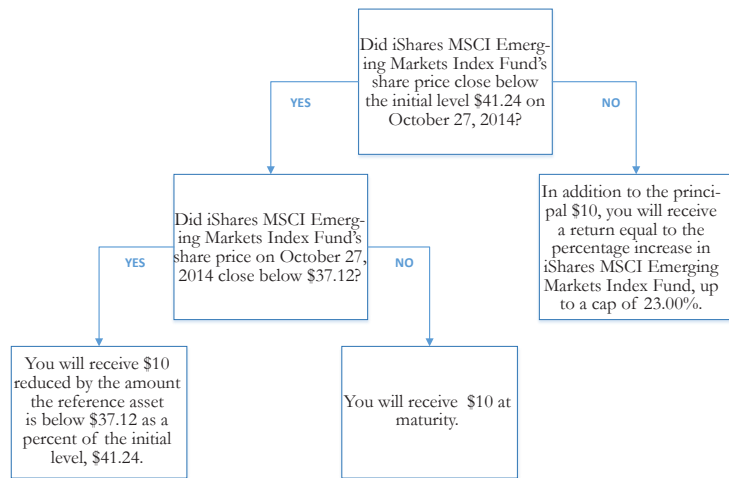 Did iShares MSCI Emerg-
ing Markets Index Fund's
share price close below
the initial level $41.24 on
October 27, 2014?
YES
NO
Did iShares MSCI Emerg-
ing Markets Index Fund's
share price on October 27,
2014 close below $37.12?
In addition to the princi-
pal $10, you will receive
a return equal to the
percentage increase in
iShares MSCI Emerging
Markets Index Fund, up
to a cap of 23.00%.
YES
NO
You will receive $10
reduced by the amount
the reference asset
is below $37.12 as a
percent of the initial
level, $41.24.
You will receive $10 at
maturity.